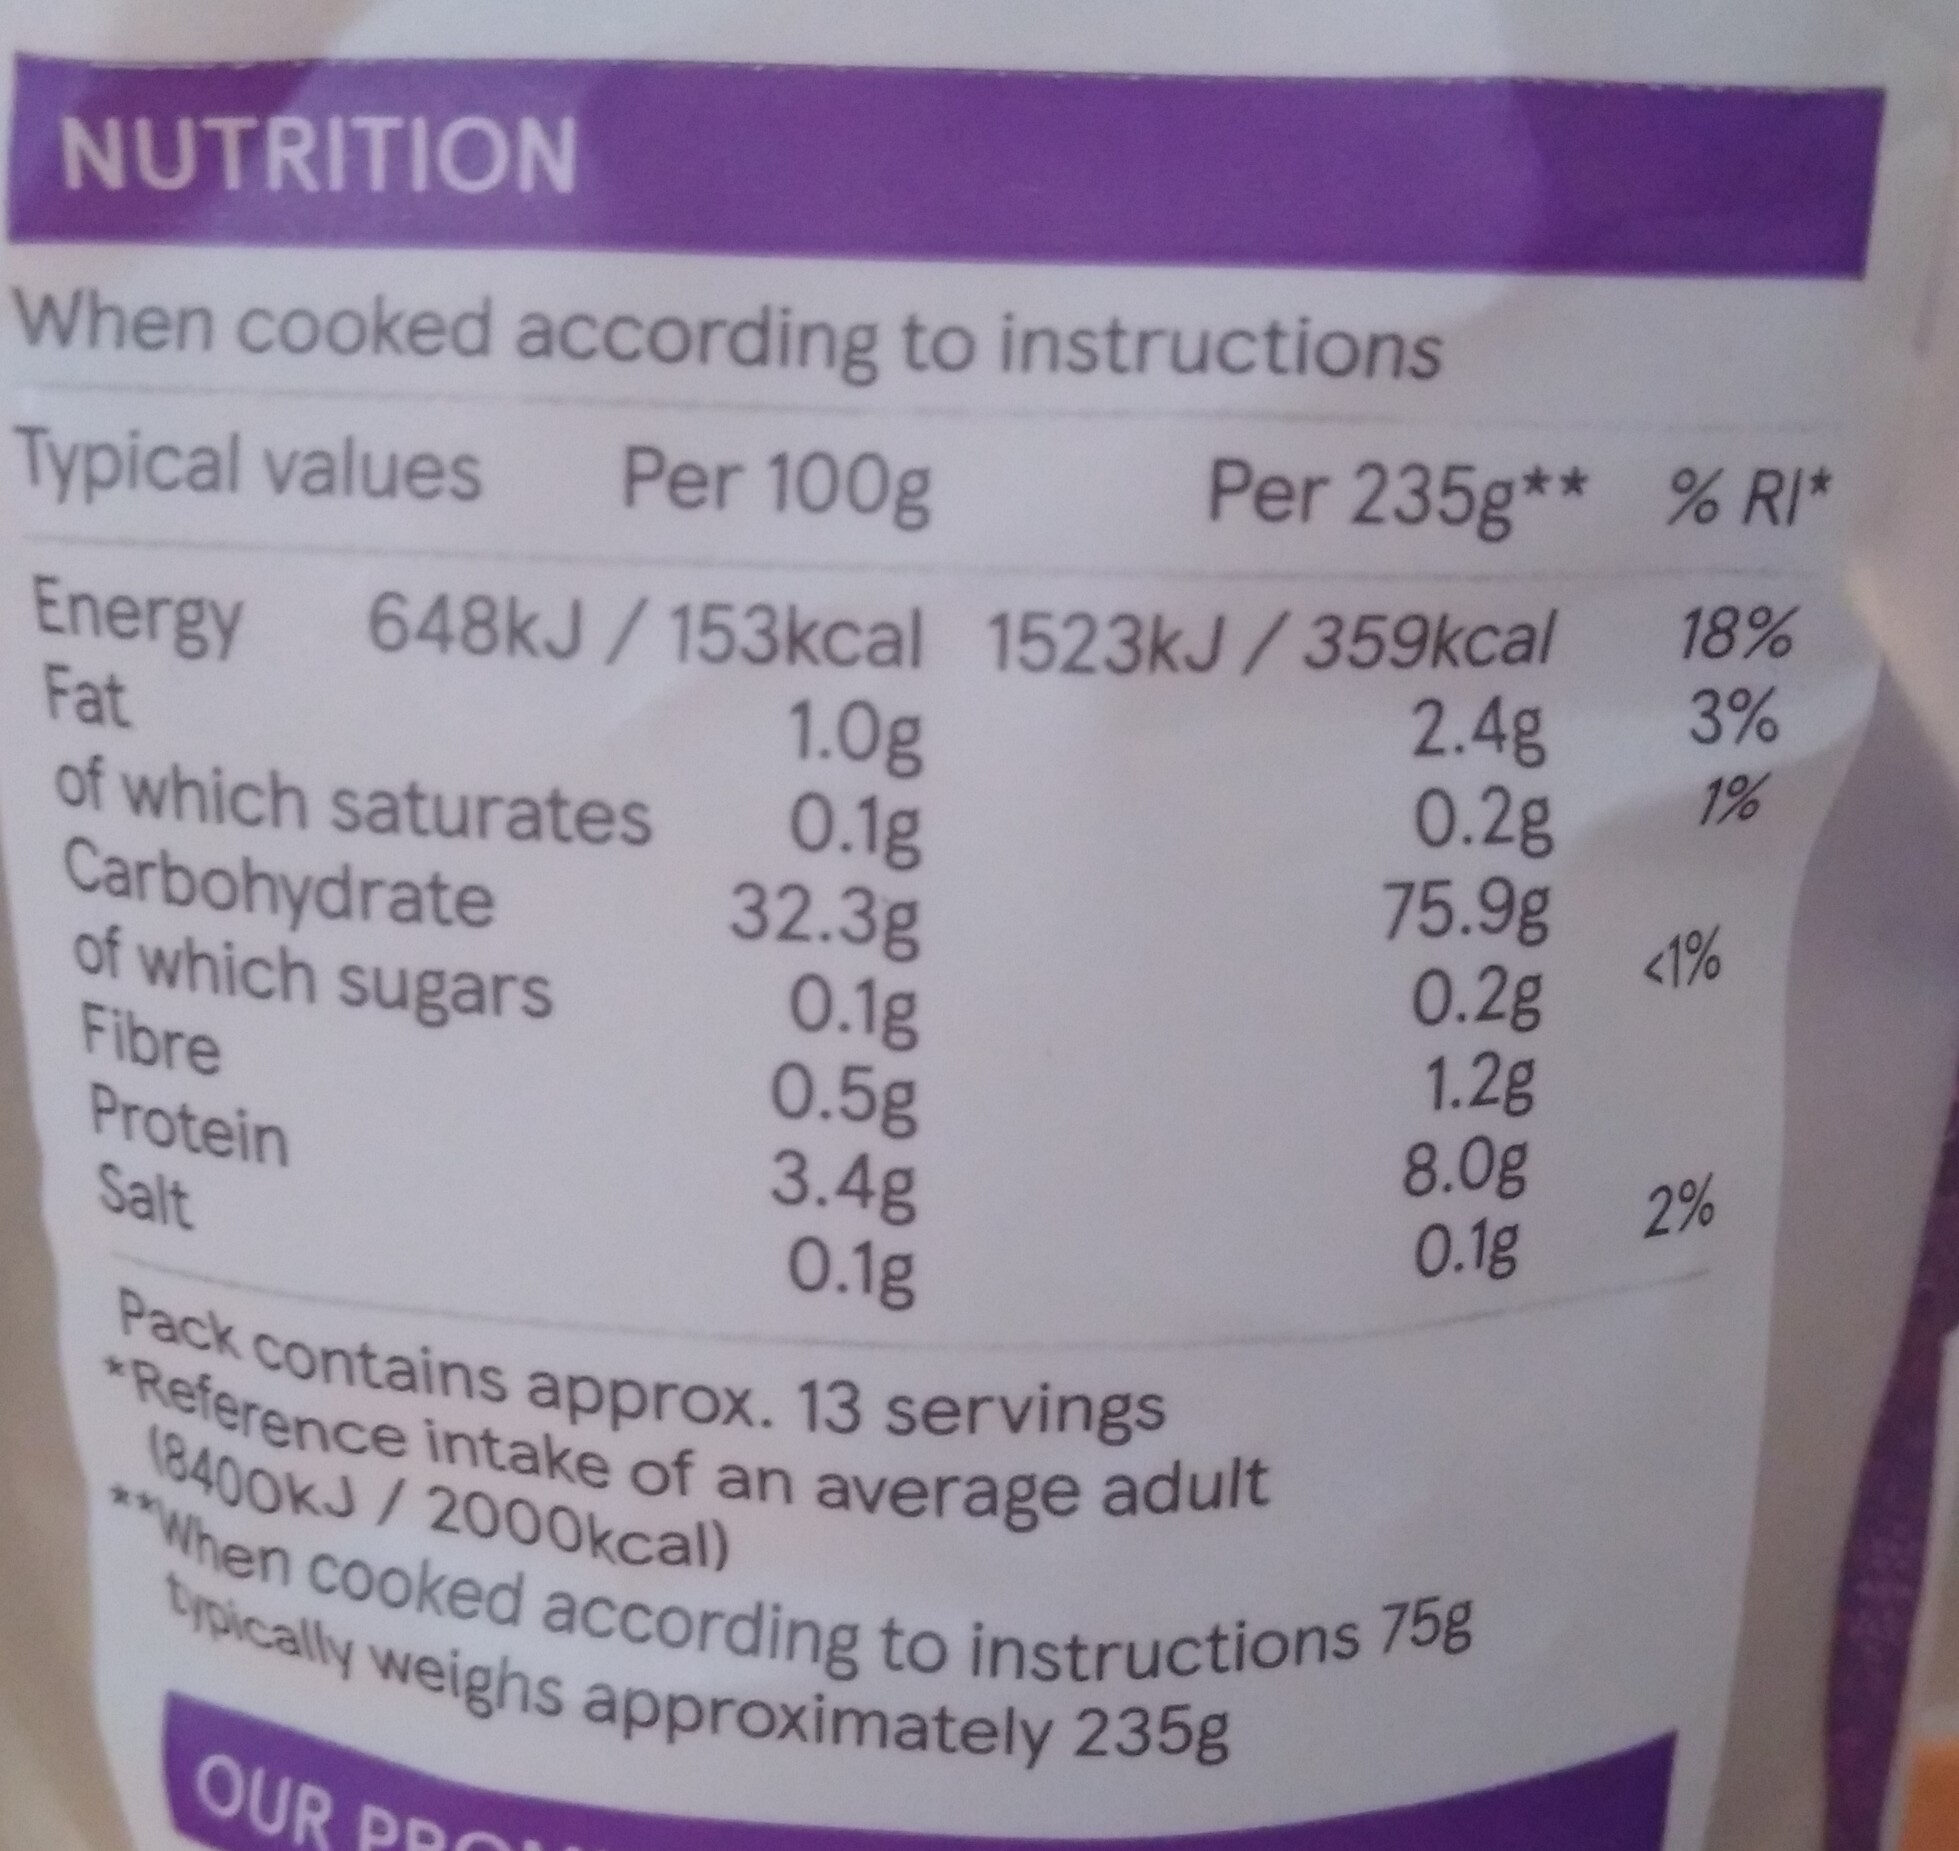 NUTRITION
When cooked according to instructions
Typical values Per 100g Per 235g** % RI*
Energy 648kJ / 153kcal 1523kJ / 359kcal 18%
Fat 1.0g 2.4g 3%
of which saturates 0.1g 0.2g 1%
Carbohydrate 32.3g 75.9g
of which sugars 0.1g 0.2g <1%
Fibre 0.5g 1.2g
Protein 3.4g 8.0g
Salt 0.1g 0.1g 2%
Pack contains approx. 13 servings
*Reference intake of an average adult
(8400kJ / 2000kcal)
**When cooked according to instructions 75g
typically weighs approximately 235g
OUR